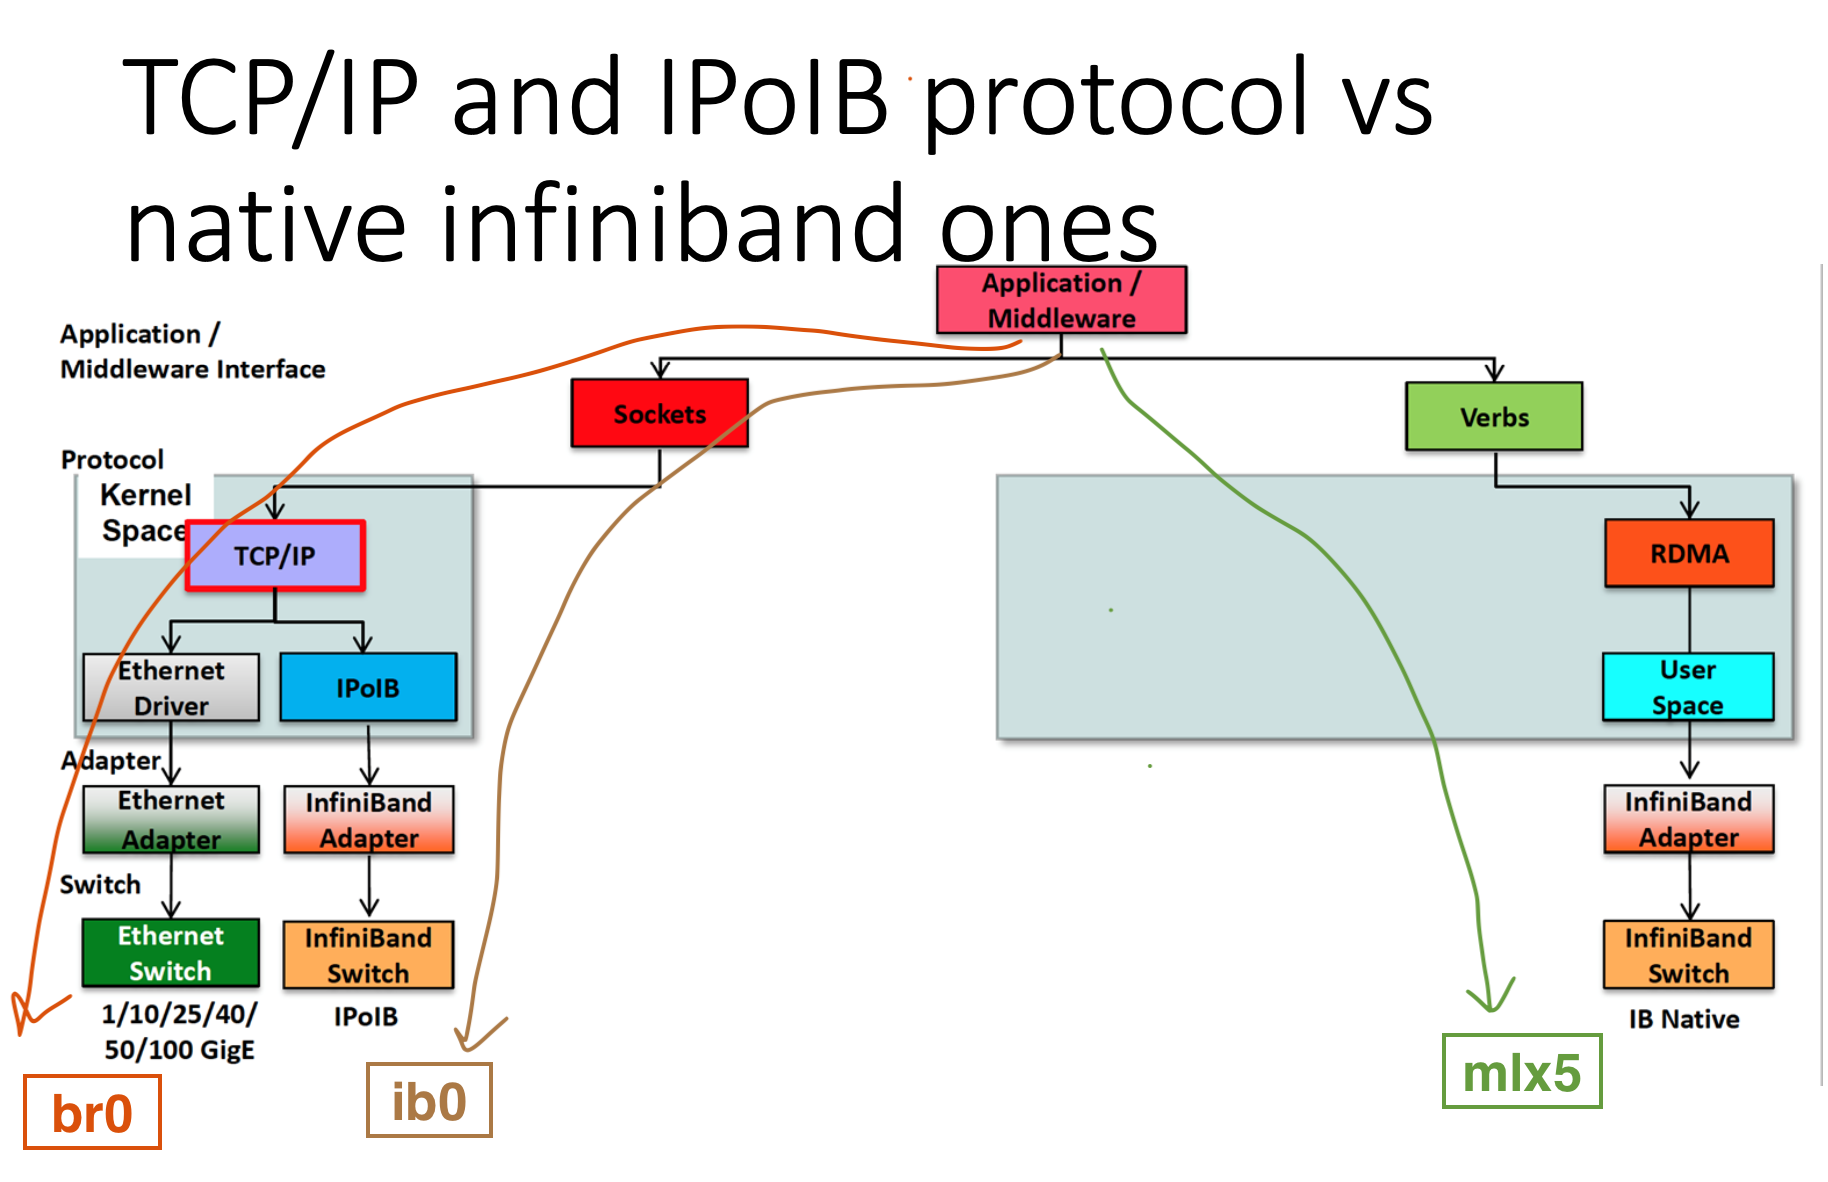 TCP/IP and IPoIB protocol vs
native infiniband ones
Application /
Middleware
Application /
Middleware Interface
Sockets
Verbs
Protocol
Kernel
Space
TCP/IP
RDMA
Ethernet
Driver
IPoIB
User
Space
Adapter
Ethernet
Adapter
InfiniBand
Adapter
InfiniBand
Adapter
Switch
Ethernet
Switch
InfiniBand
Switch
InfiniBand
Switch
1/10/25/40/
50/100 GigE
IPoIB
IB Native
br0
ib0
mlx5